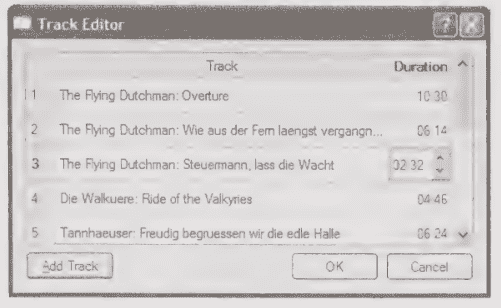 Track Editor
Track Duration
1 The Flying Dutchman: Overture 10:30
2 The Flying Dutchman: Wie aus der Fern laengst vergangn... 06:14
3 The Flying Dutchman: Steuermann, lass die Wacht 02:32
4 Die Walkuere: Ride of the Valkyries 04:46
5 Tannhaeuser: Freudig begruessen wir die edle Halle 06:24
Add Track OK Cancel